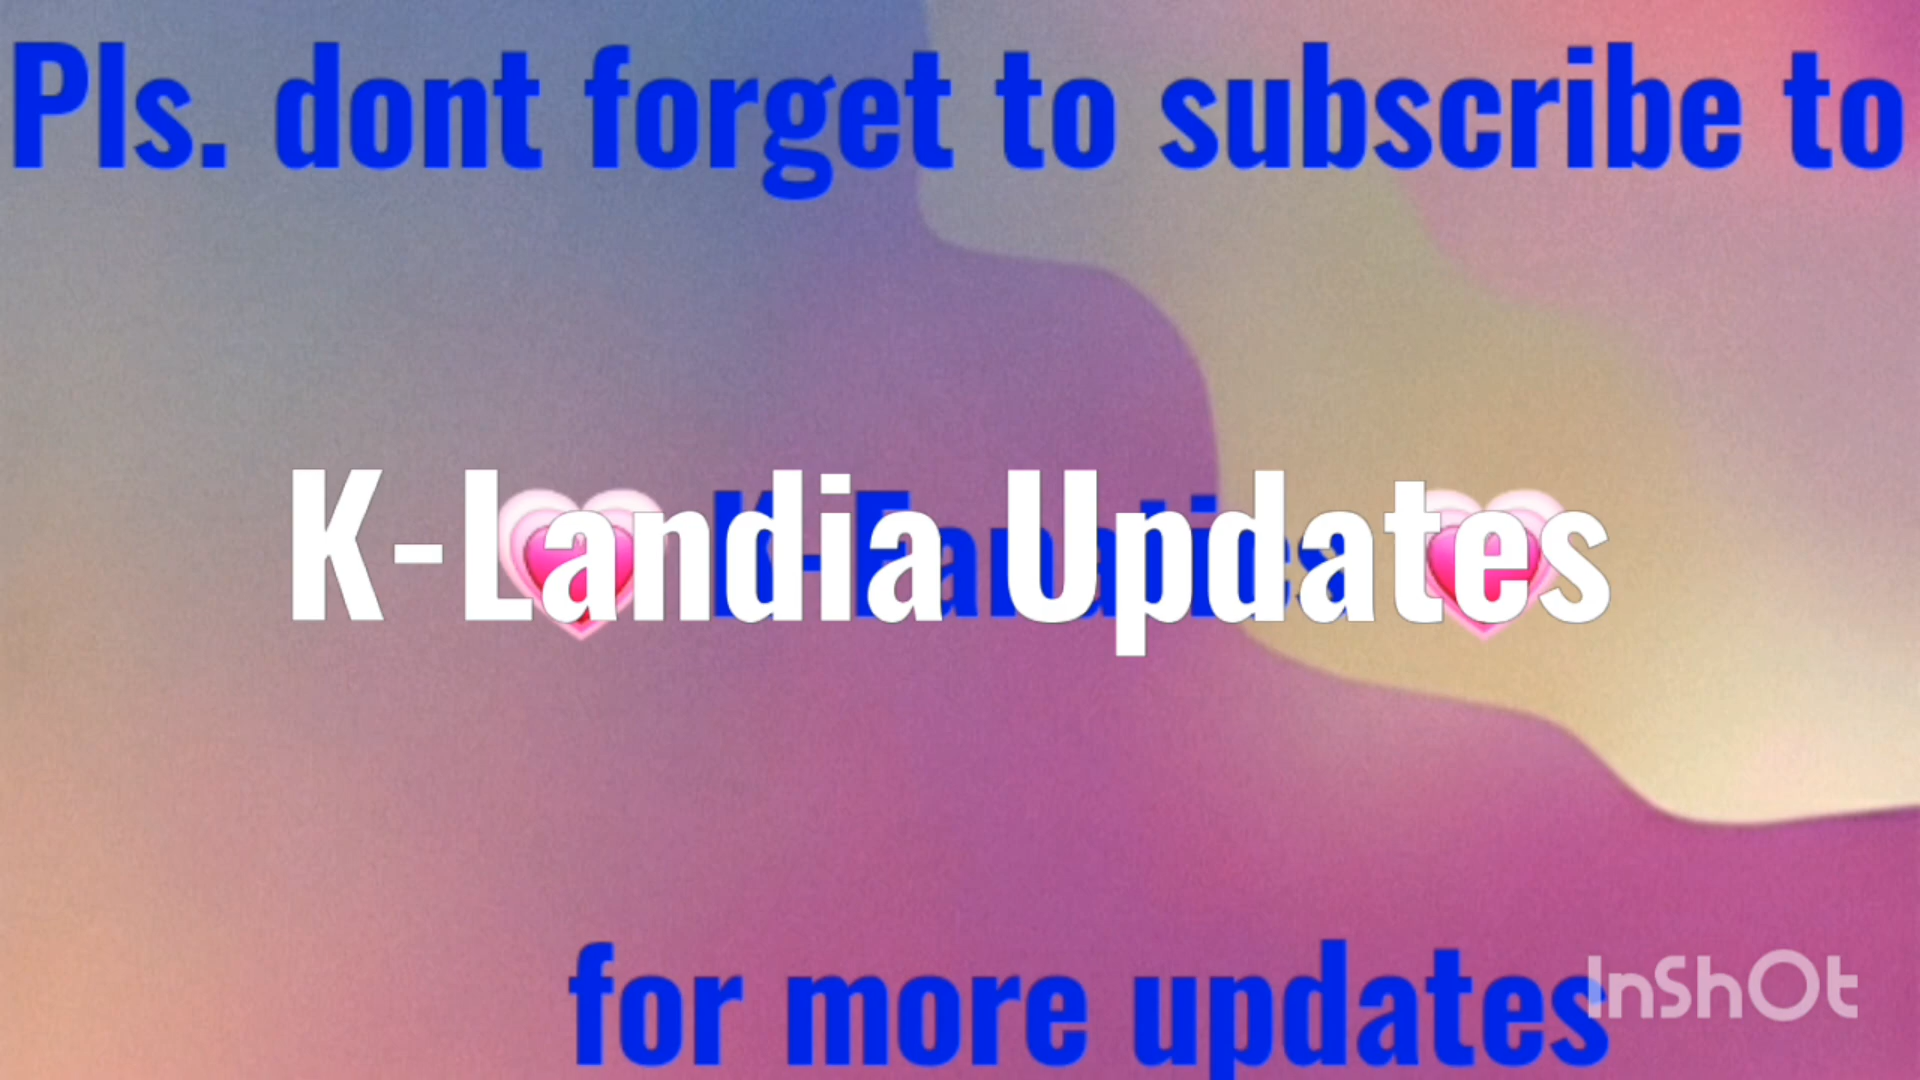 Pls. dont forget to subscribe to
K-Landia Updates
for more updates
InShOt